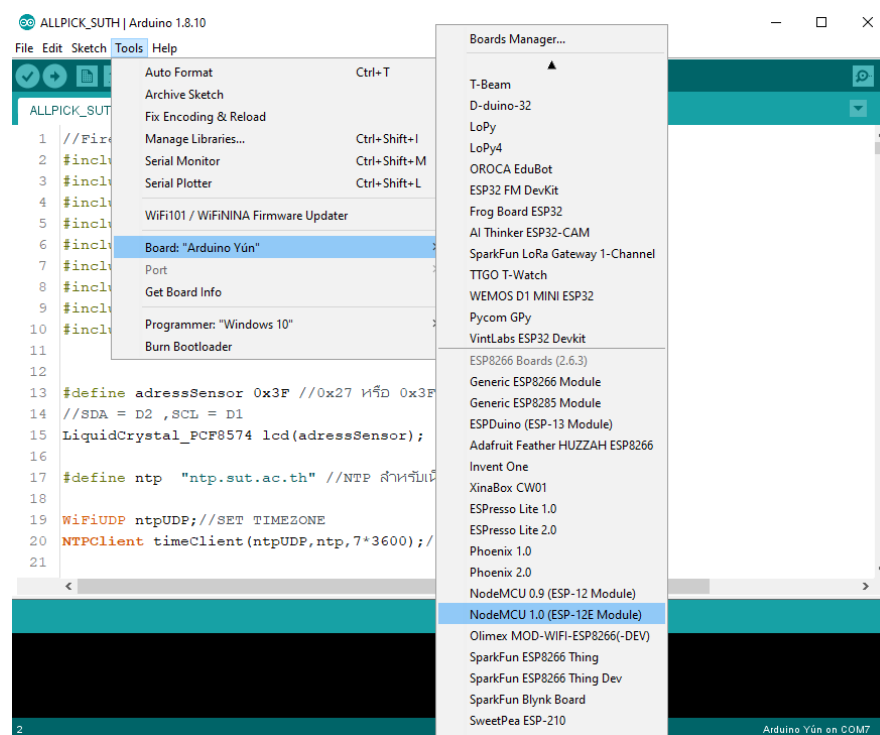 ALLPICK_SUTH | Arduino 1.8.10
File Edit Sketch Tools Help
ALLPICK_SUT
Auto Format Ctrl+T
Archive Sketch
Fix Encoding & Reload
Manage Libraries... Ctrl+Shift+I
Serial Monitor Ctrl+Shift+M
Serial Plotter Ctrl+Shift+L
WiFi101 / WiFiNINA Firmware Updater
Board: "Arduino Yún"
Port
Get Board Info
Programmer: "Windows 10"
Burn Bootloader
Boards Manager...
T-Beam
D-duino-32
LoPy
LoPy4
OROCA EduBot
ESP32 FM DevKit
Frog Board ESP32
AI Thinker ESP32-CAM
SparkFun LoRa Gateway 1-Channel
TTGO T-Watch
WEMOS D1 MINI ESP32
Pycom GPy
VintLabs ESP32 Devkit
ESP8266 Boards (2.6.3)
Generic ESP8266 Module
Generic ESP8285 Module
ESPDuino (ESP-13 Module)
Adafruit Feather HUZZAH ESP8266
Invent One
XinaBox CW01
ESPresso Lite 1.0
ESPresso Lite 2.0
Phoenix 1.0
Phoenix 2.0
NodeMCU 0.9 (ESP-12 Module)
NodeMCU 1.0 (ESP-12E Module)
Olimex MOD-WIFI-ESP8266(-DEV)
SparkFun ESP8266 Thing
SparkFun ESP8266 Thing Dev
SparkFun Blynk Board
SweetPea ESP-210
1 //Fire
2 #inclu
3 #inclu
4 #inclu
5 #inclu
6 #inclu
7 #inclu
8 #inclu
9 #inclu
10 #inclu
11
12
13 #define adressSensor 0x3F //0x27 หรือ 0x3F
14 //SDA = D2 ,SCL = D1
15 LiquidCrystal_PCF8574 lcd(adressSensor);
16
17 #define ntp "ntp.sut.ac.th" //NTP สำหรับเน
18
19 WiFiUDP ntpUDP;//SET TIMEZONE
20 NTPClient timeClient(ntpUDP,ntp,7*3600);/
21
2 Arduino Yún on COM7